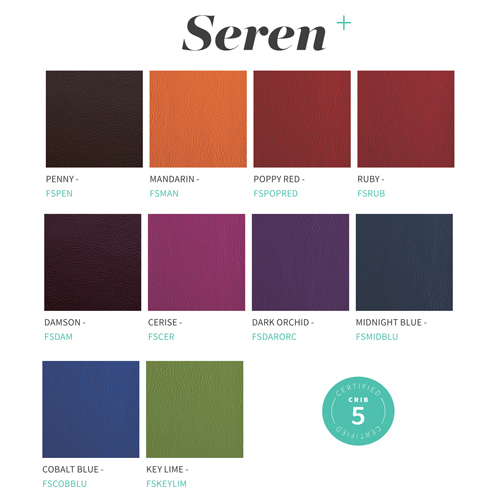 Seren+
PENNY -
FSPEN
MANDARIN -
FSMAN
POPPY RED -
FSPOPRED
RUBY -
FSRUB
DAMSON -
FSDAM
CERISE -
FSCER
DARK ORCHID -
FSDARORC
MIDNIGHT BLUE -
FSMIDBLU
COBALT BLUE -
FSCOBBLU
KEY LIME -
FSKEYLIM
CERTIFIED
CRIB
5
CERTIFIED